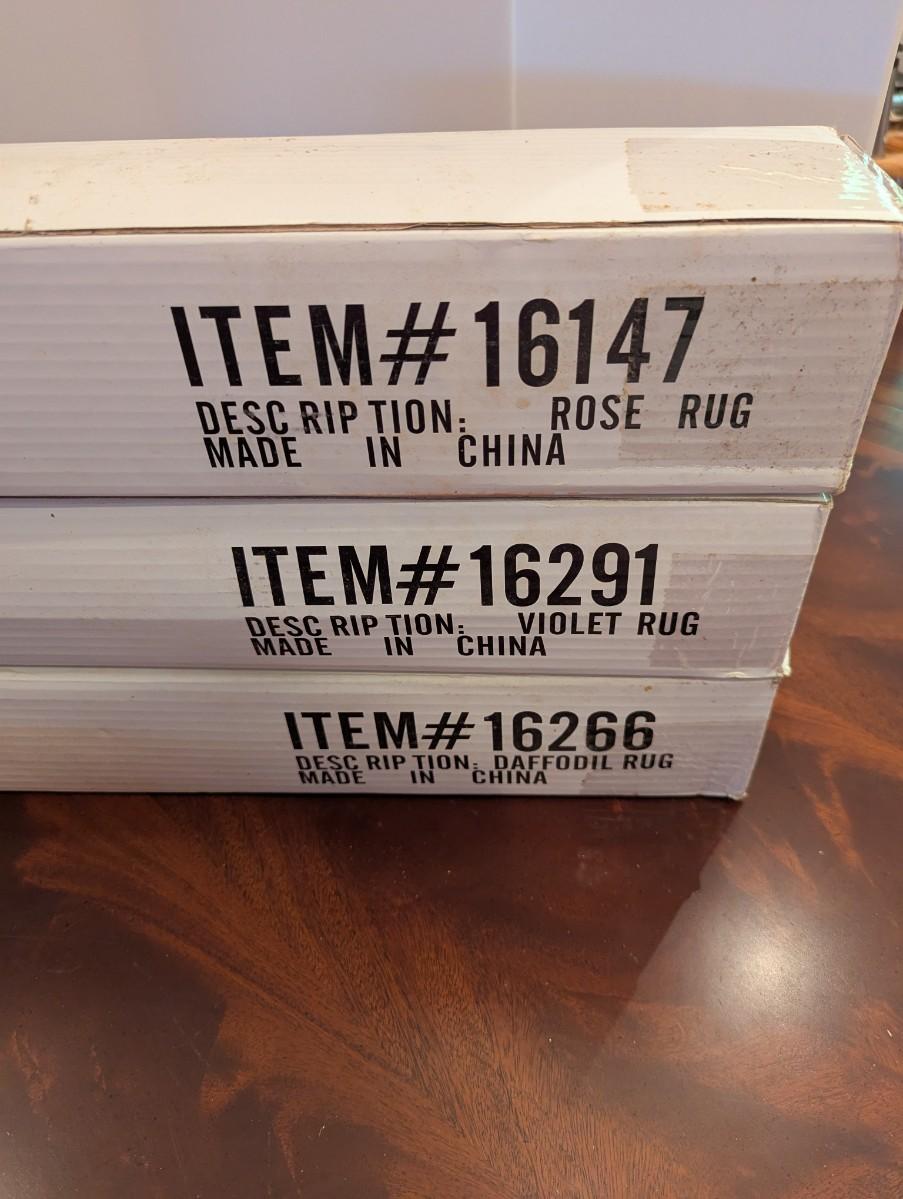 ITEM# 16147
DESC RIP TION: ROSE RUG
MADE IN CHINA
ITEM# 16291
DESC RIP TION: VIOLET RUG
MADE IN CHINA
ITEM# 16266
DESC RIP TION: DAFFODIL RUG
MADE IN CHINA